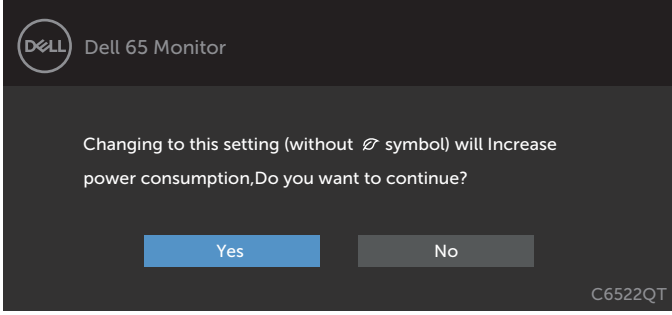 DELL
Dell 65 Monitor
Changing to this setting (without symbol) will Increase
power consumption,Do you want to continue?
Yes
No
C6522QT